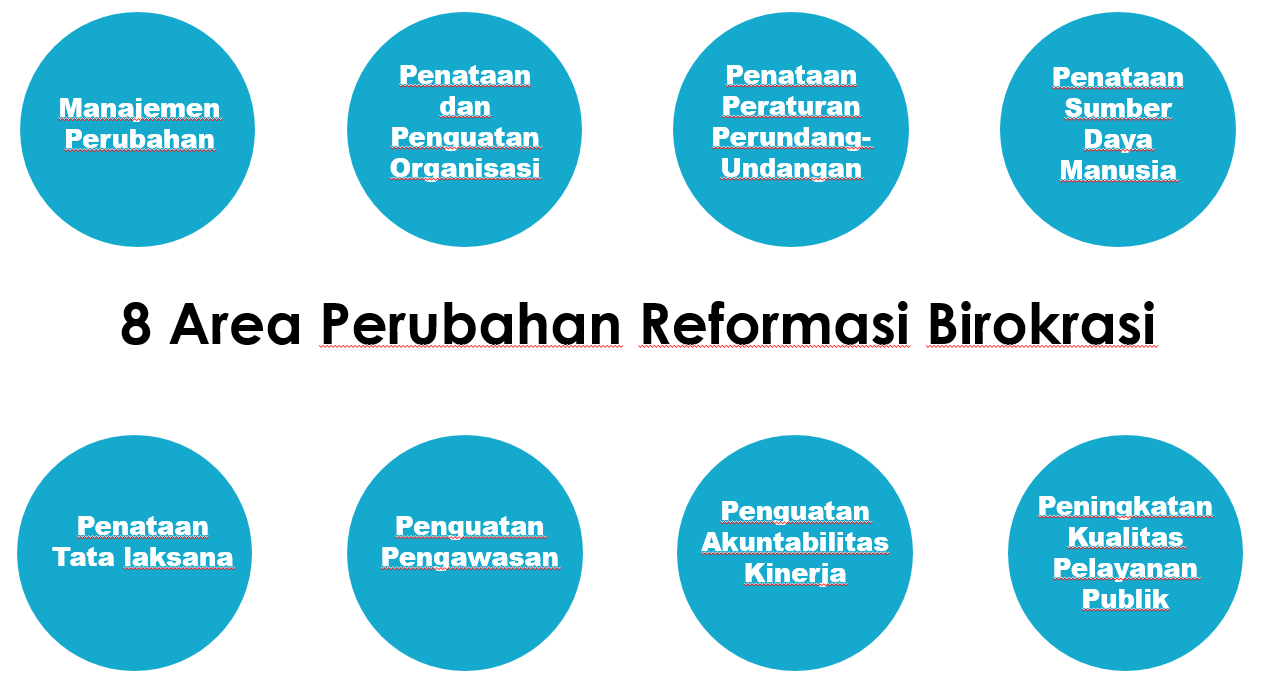 Manajemen
Perubahan
Penataan
dan
Penguatan
Organisasi
Penataan
Peraturan
Perundang-
Undangan
Penataan
Sumber
Daya
Manusia
8 Area Perubahan Reformasi Birokrasi
Penataan
Tata laksana
Penguatan
Pengawasan
Penguatan
Akuntabilitas
Kinerja
Peningkatan
Kualitas
Pelayanan
Publik